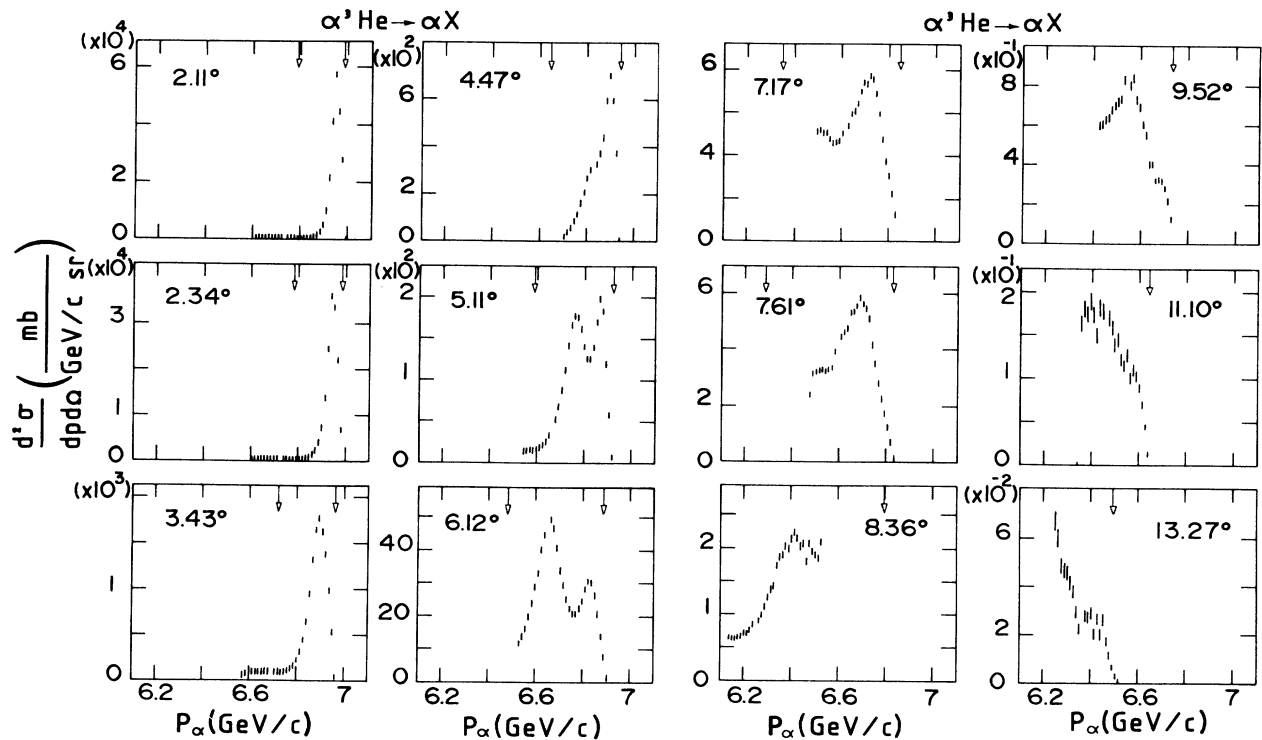 α ³He → αX
α ³He → αX
d²σ/dpdΩ (mb/GeV/c sr)
(x10⁴)
2.11°
6
2
0
(x10²)
4.47°
6
2
0
7.17°
6
4
2
0
(x10⁻¹)
9.52°
8
4
0
(x10⁴)
2.34°
3
1
0
(x10²)
5.11°
2
1
0
7.61°
6
2
0
(x10⁻¹)
11.10°
2
1
0
(x10³)
3.43°
1
0
6.12°
40
20
0
8.36°
2
1
0
(x10⁻²)
13.27°
6
2
0
6.2 6.6 7
6.2 6.6 7
6.2 6.6 7
6.2 6.6 7
Pα′(GeV/c)
Pα(GeV/c)
Pα(GeV/c)
Pα(GeV/c)